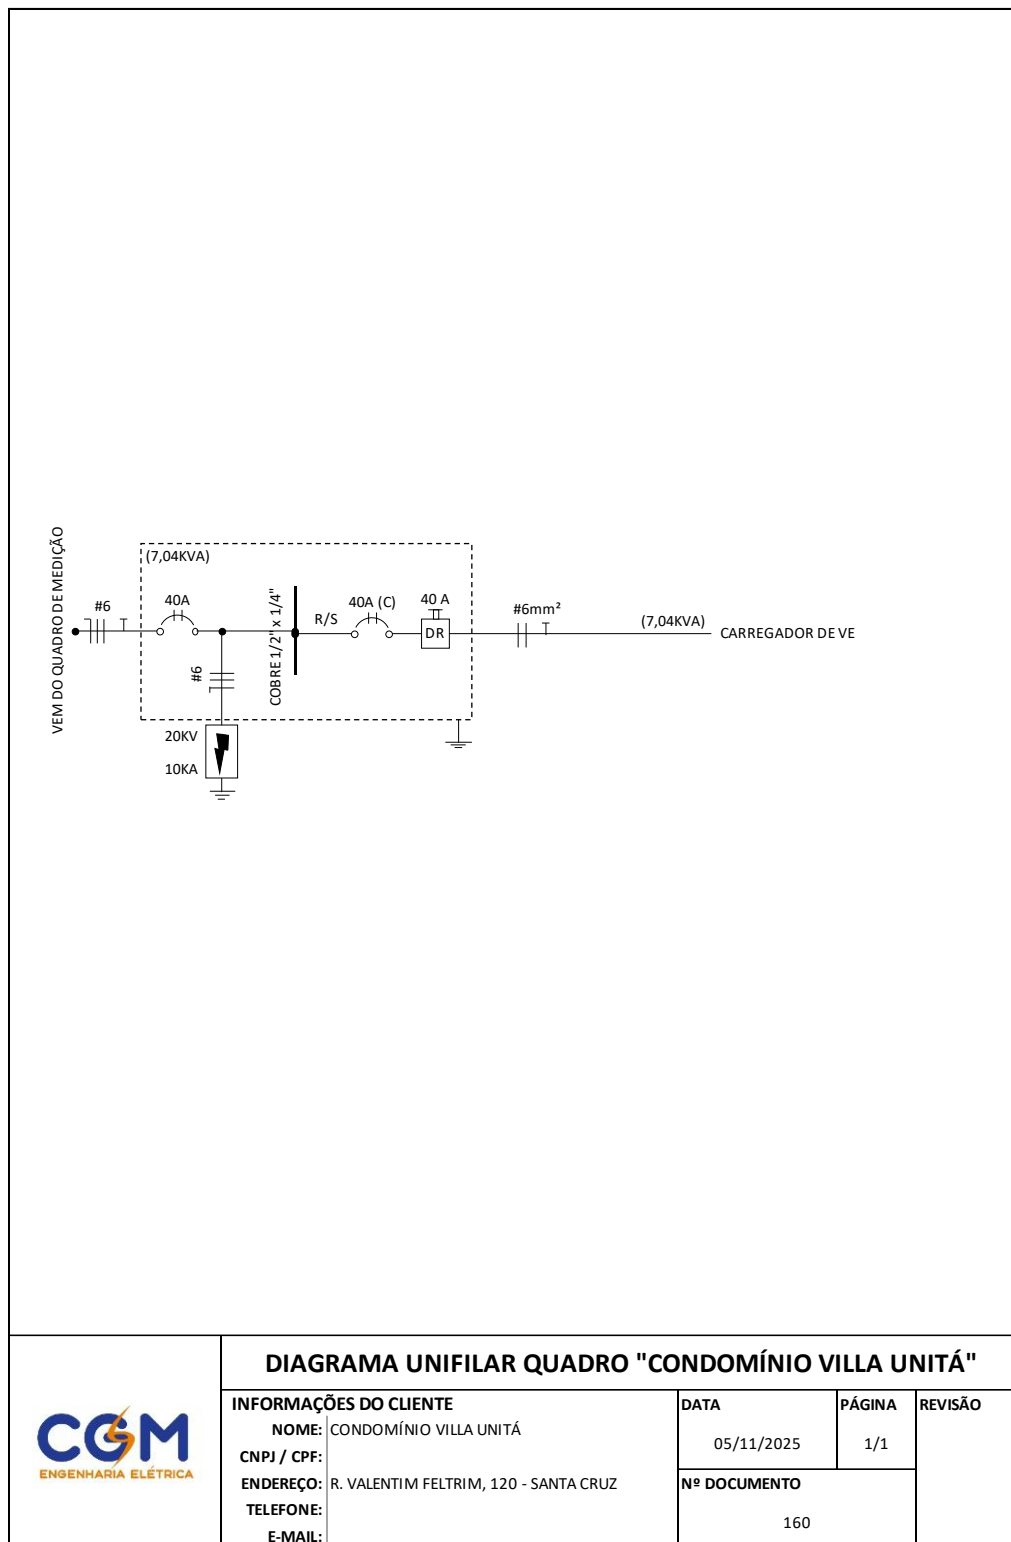 VEM DO QUADRO DE MEDIÇÃO
(7,04KVA)
#6
40A
#6
COBRE 1/2" x 1/4"
R/S
40A (C)
40 A
DR
#6mm²
(7,04KVA)
CARREGADOR DE VE
20KV
10KA
CGM
ENGENHARIA ELÉTRICA
DIAGRAMA UNIFILAR QUADRO "CONDOMÍNIO VILLA UNITÁ"
INFORMAÇÕES DO CLIENTE
NOME: CONDOMÍNIO VILLA UNITÁ
CNPJ / CPF:
ENDEREÇO: R. VALENTIM FELTRIM, 120 - SANTA CRUZ
TELEFONE:
E-MAIL:
DATA
05/11/2025
PÁGINA
1/1
REVISÃO
Nº DOCUMENTO
160